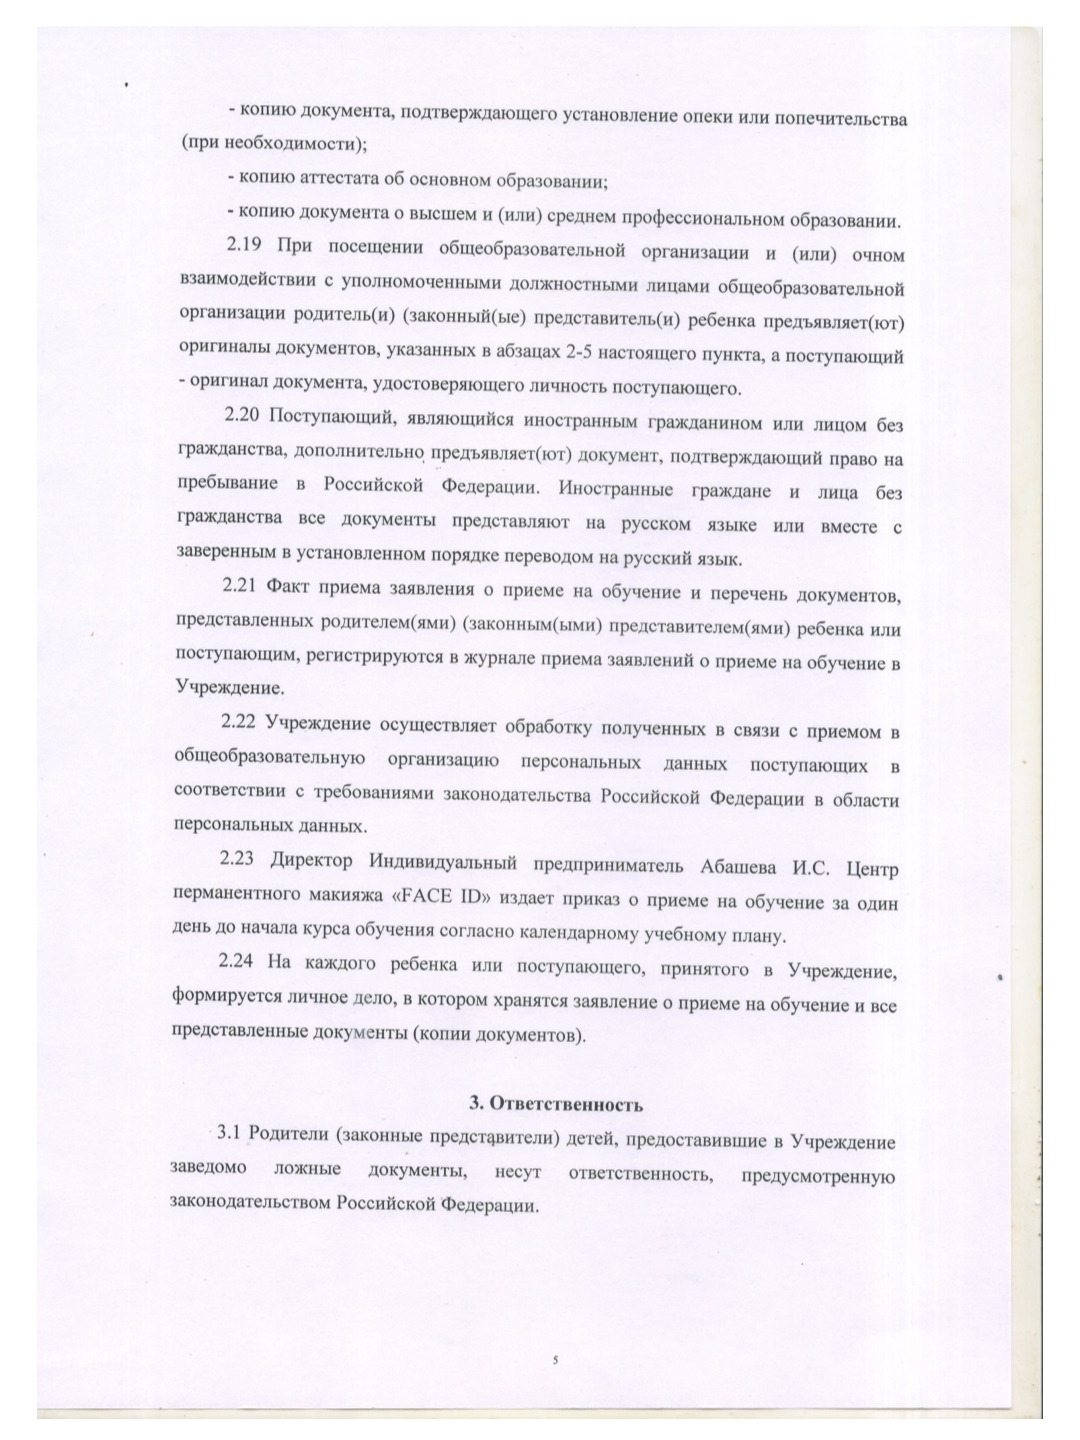 - копию документа, подтверждающего установление опеки или попечительства
(при необходимости);
- копию аттестата об основном образовании;
- копию документа о высшем и (или) среднем профессиональном образовании.
2.19 При посещении общеобразовательной организации и (или) очном
взаимодействии с уполномоченными должностными лицами общеобразовательной
организации родитель(и) (законный(ые) представитель(и) ребенка предъявляет(ют)
оригиналы документов, указанных в абзацах 2-5 настоящего пункта, а поступающий
- оригинал документа, удостоверяющего личность поступающего.
2.20 Поступающий, являющийся иностранным гражданином или лицом без
гражданства, дополнительно предъявляет(ют) документ, подтверждающий право на
пребывание в Российской Федерации. Иностранные граждане и лица без
гражданства все документы представляют на русском языке или вместе с
заверенным в установленном порядке переводом на русский язык.
2.21 Факт приема заявления о приеме на обучение и перечень документов,
представленных родителем(ями) (законным(ыми) представителем(ями) ребенка или
поступающим, регистрируются в журнале приема заявлений о приеме на обучение в
Учреждение.
2.22 Учреждение осуществляет обработку полученных в связи с приемом в
общеобразовательную организацию персональных данных поступающих в
соответствии с требованиями законодательства Российской Федерации в области
персональных данных.
2.23 Директор Индивидуальный предприниматель Абашева И.С. Центр
перманентного макияжа «FACE ID» издает приказ о приеме на обучение за один
день до начала курса обучения согласно календарному учебному плану.
2.24 На каждого ребенка или поступающего, принятого в Учреждение,
формируется личное дело, в котором хранятся заявление о приеме на обучение и все
представленные документы (копии документов).
3. Ответственность
3.1 Родители (законные представители) детей, предоставившие в Учреждение
заведомо ложные документы, несут ответственность, предусмотренную
законодательством Российской Федерации.
5